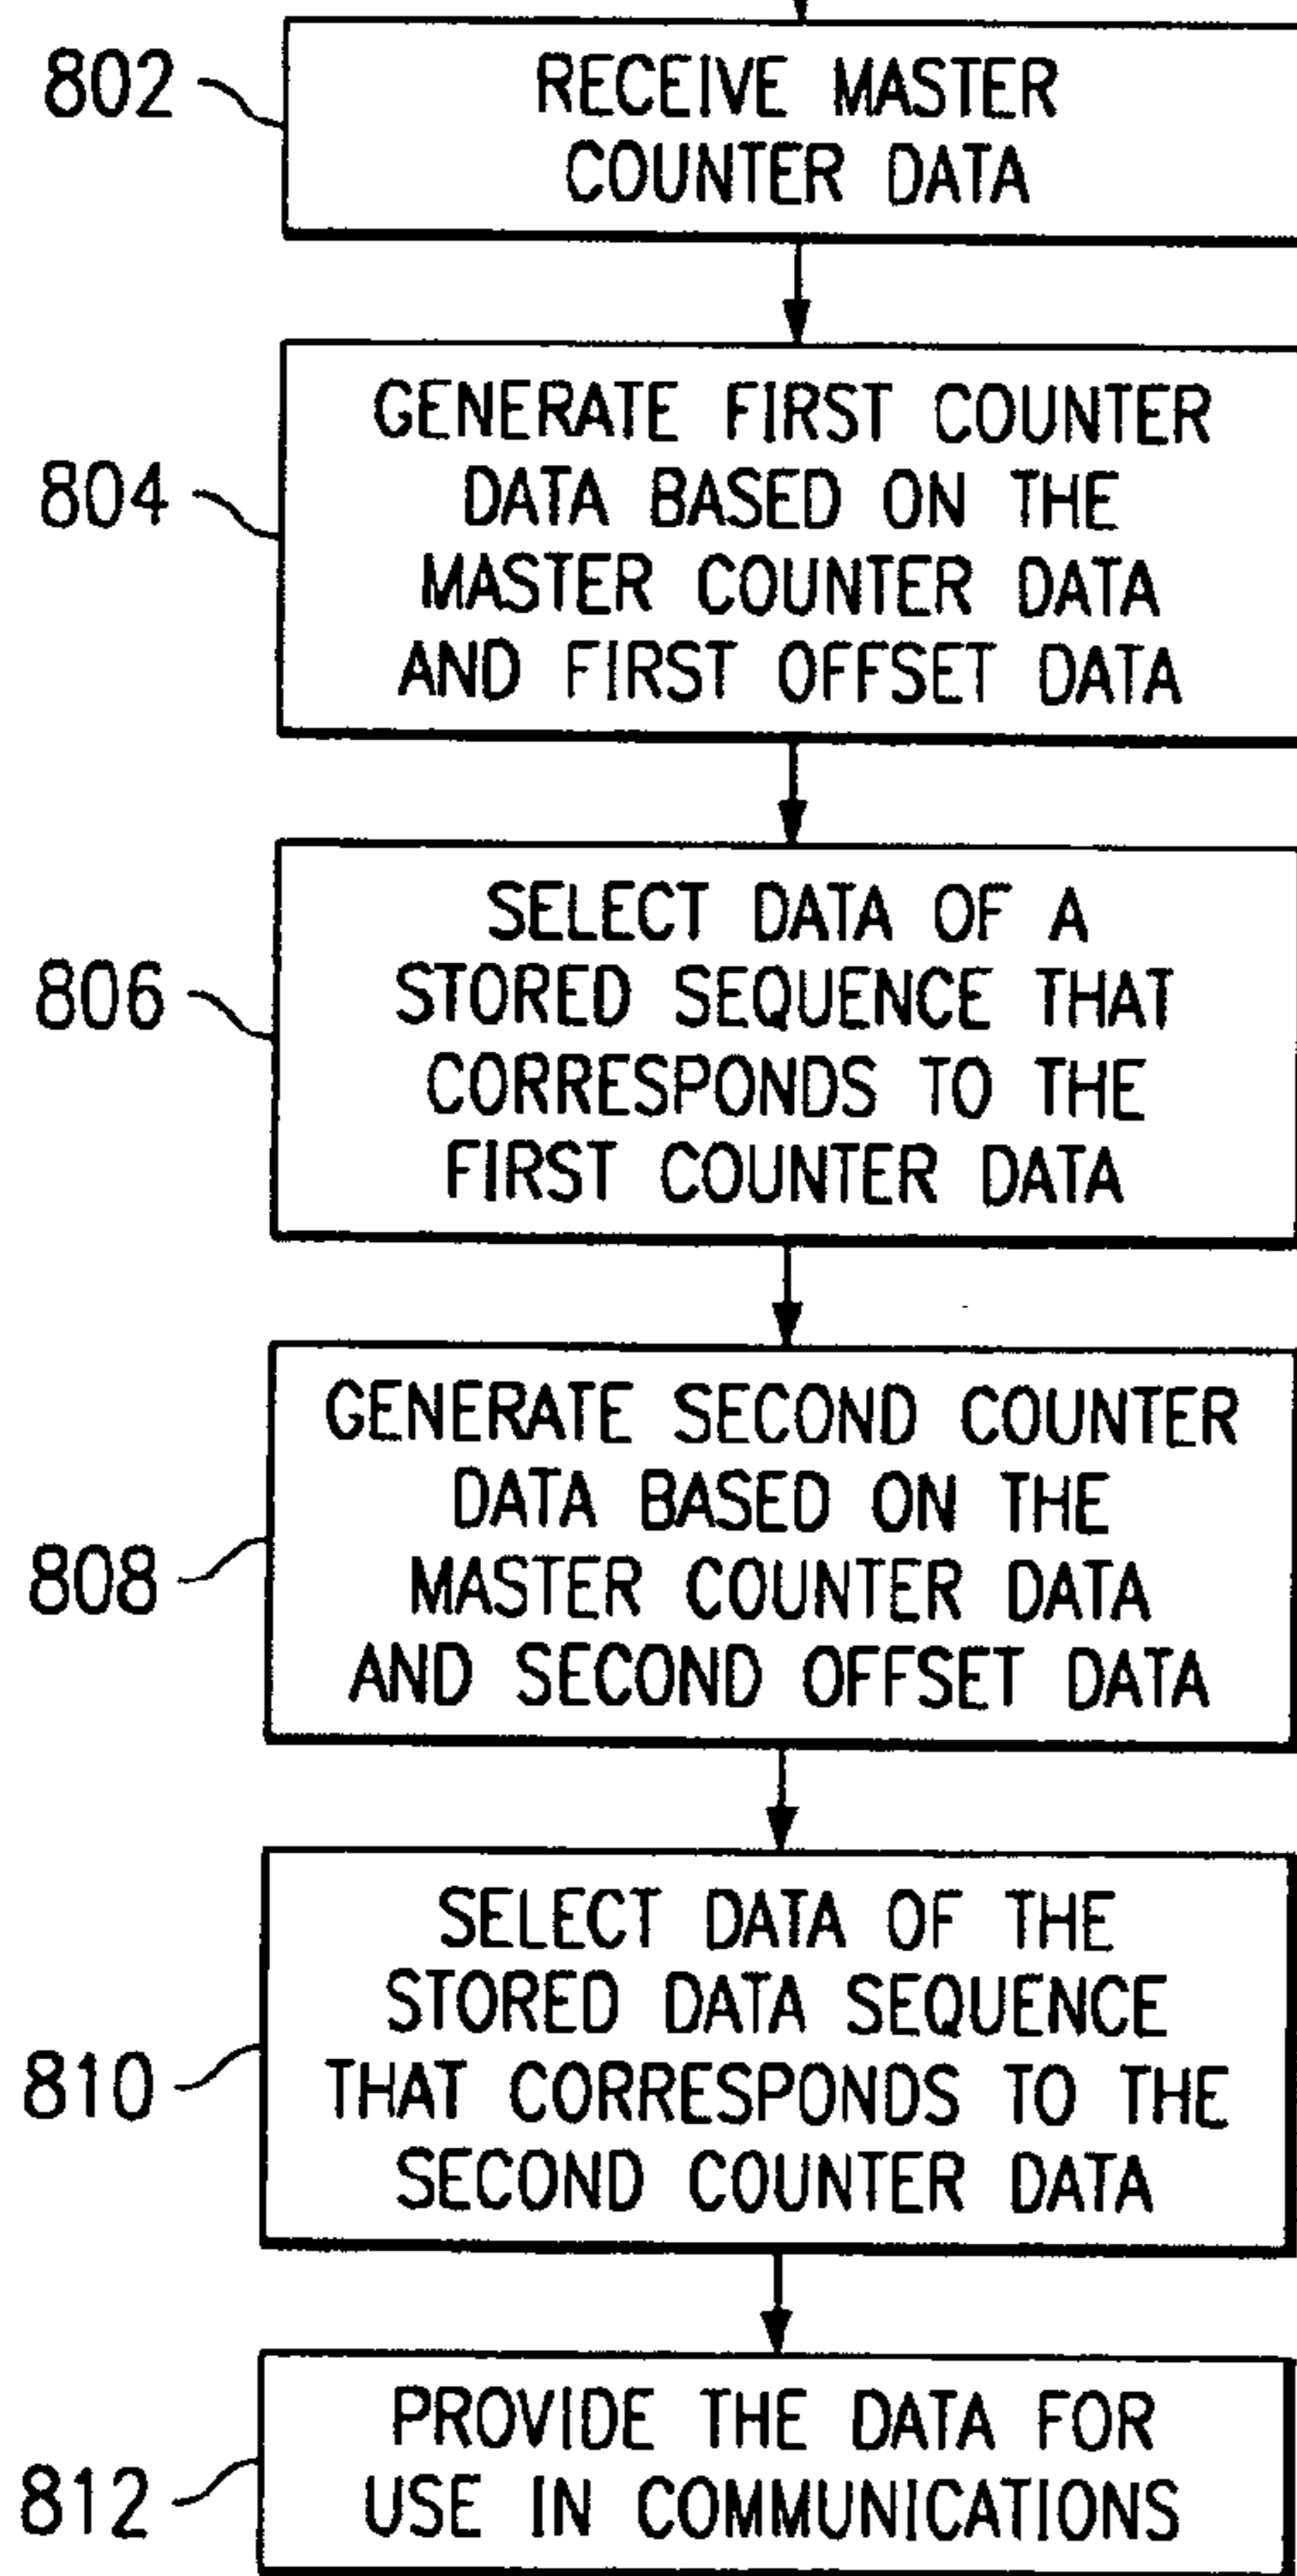 802
RECEIVE MASTER
COUNTER DATA
804
GENERATE FIRST COUNTER
DATA BASED ON THE
MASTER COUNTER DATA
AND FIRST OFFSET DATA
806
SELECT DATA OF A
STORED SEQUENCE THAT
CORRESPONDS TO THE
FIRST COUNTER DATA
808
GENERATE SECOND COUNTER
DATA BASED ON THE
MASTER COUNTER DATA
AND SECOND OFFSET DATA
810
SELECT DATA OF THE
STORED DATA SEQUENCE
THAT CORRESPONDS TO THE
SECOND COUNTER DATA
812
PROVIDE THE DATA FOR
USE IN COMMUNICATIONS